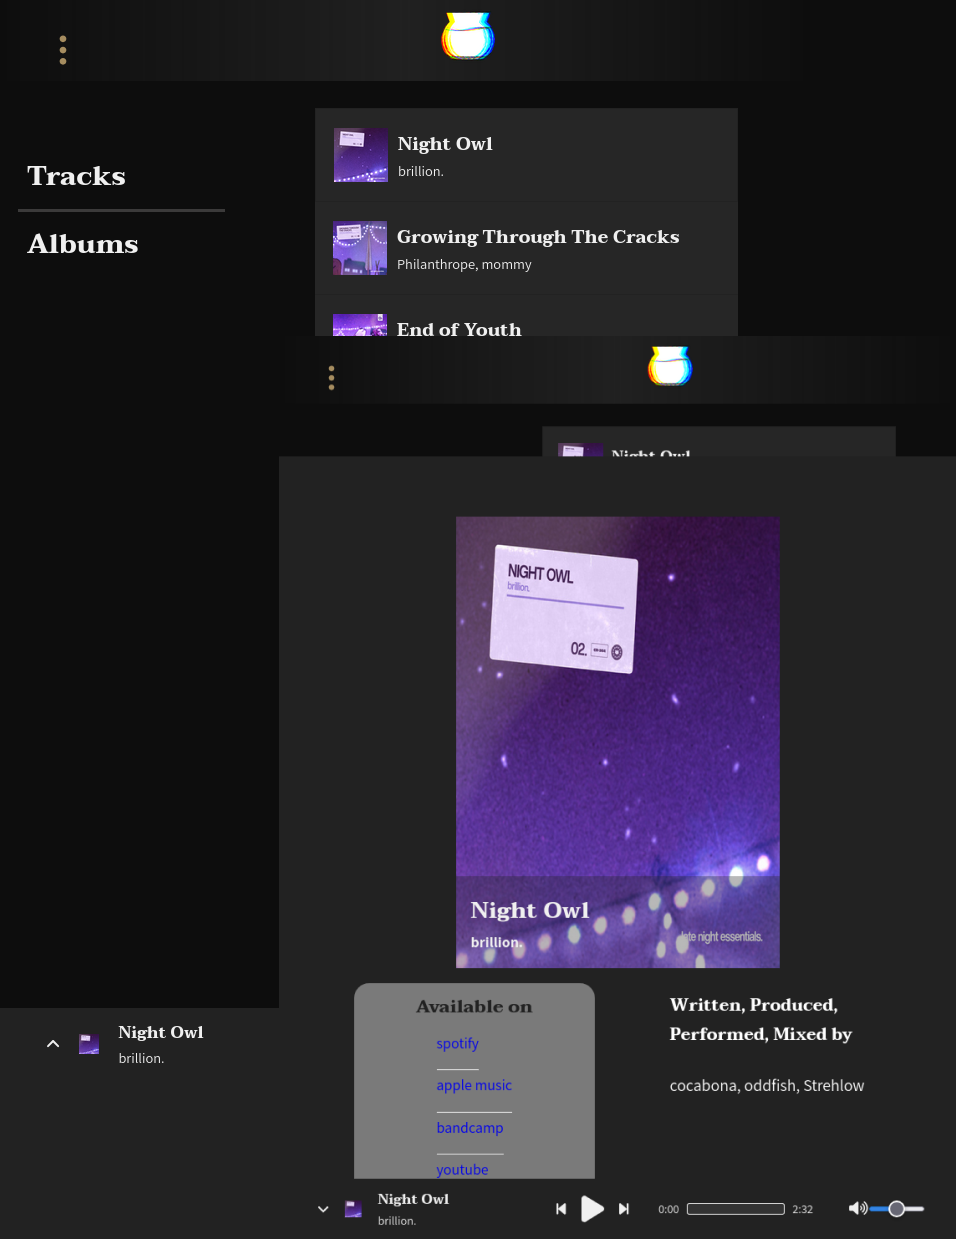 Tracks
Albums
Night Owl
brillion.
Growing Through The Cracks
Philanthrope, mommy
End of Youth
Night Owl
NIGHT OWL
brillion.
02.
Night Owl
brillion.
late night essentials.
Available on
spotify
apple music
bandcamp
youtube
Written, Produced,
Performed, Mixed by
cocabona, oddfish, Strehlow
Night Owl
brillion.
Night Owl
brillion.
0:00
2:32